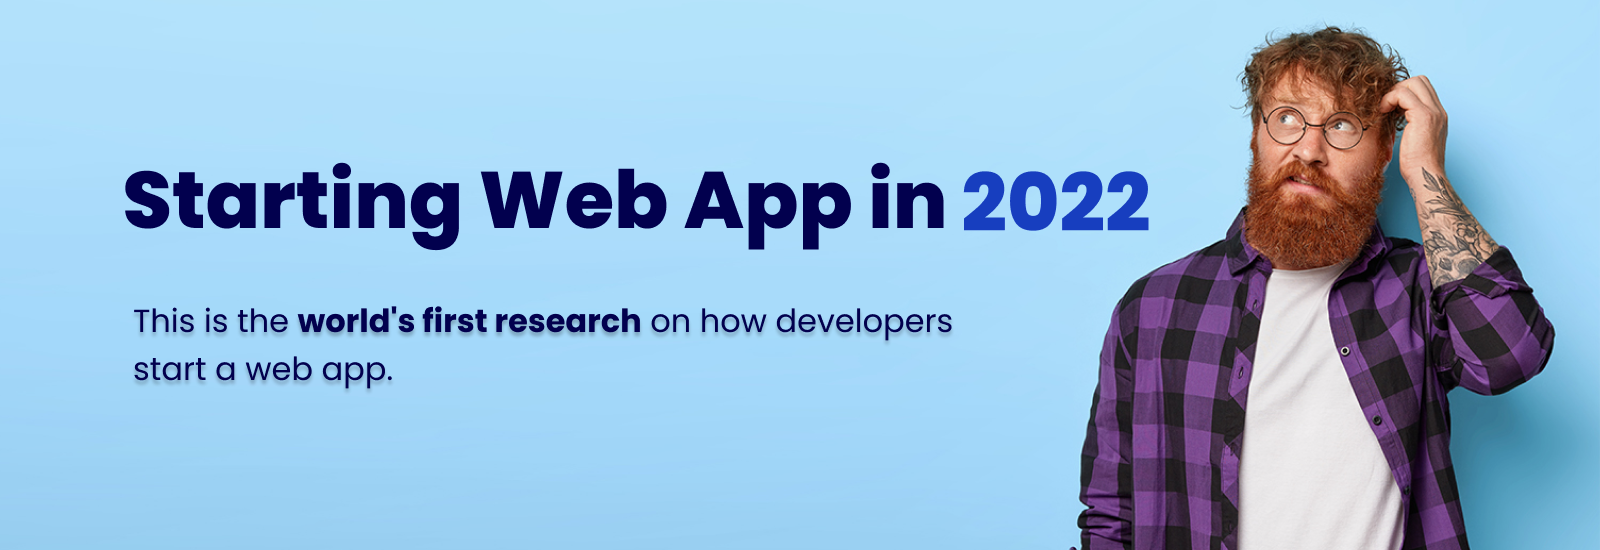 Starting Web App in 2022
This is the world's first research on how developers
start a web app.